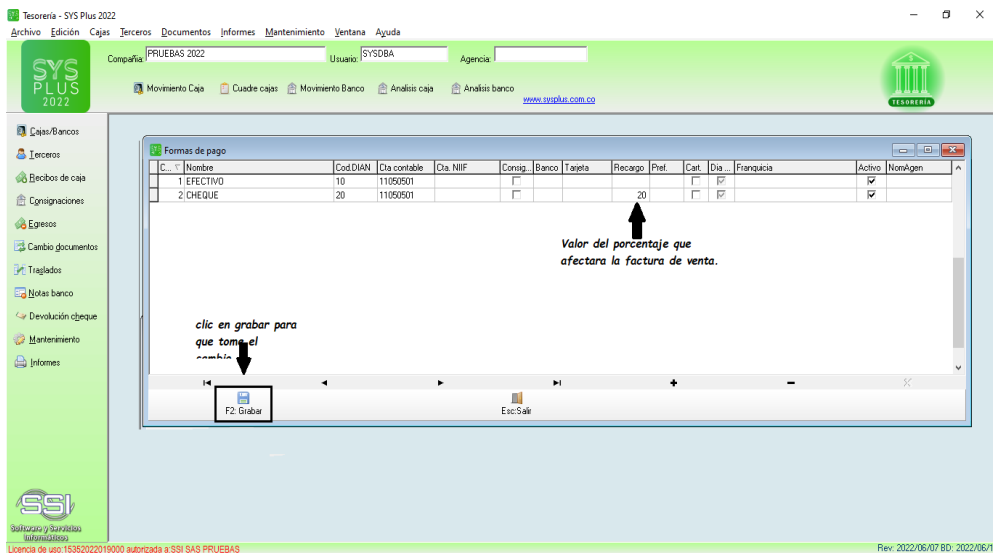 Tesorería - SYS Plus 2022
Archivo Edición Cajas Terceros Documentos Informes Mantenimiento Ventana Ayuda
SYS
PLUS
2022
Compañia: PRUEBAS 2022 Usuario: SYSDBA Agencia:
Movimiento Caja Cuadre cajas Movimiento Banco Analisis caja Analisis banco
www.sysplus.com.co
TESORERÍA
Cajas/Bancos
Terceros
Recibos de caja
Consignaciones
Egresos
Cambio documentos
Traslados
Notas banco
Devolución cheque
Mantenimiento
Informes
Formas de pago
C... Nombre Cod.DIAN Cta contable Cta. NIIF Consig... Banco Tarjeta Recargo Pref. Cart. Dia ... Franquicia Activo NomAgen
1 EFECTIVO 10 11050501
2 CHEQUE 20 11050501 20
Valor del porcentaje que
afectara la factura de venta.
clic en grabar para
que tome el
cambio
F2: Grabar
Esc:Salir
SSI
Software y Servicios
Informáticos
Licencia de uso:15352022019000 autorizada a:SSI SAS PRUEBAS
Rev: 2022/06/07 BD: 2022/06/1